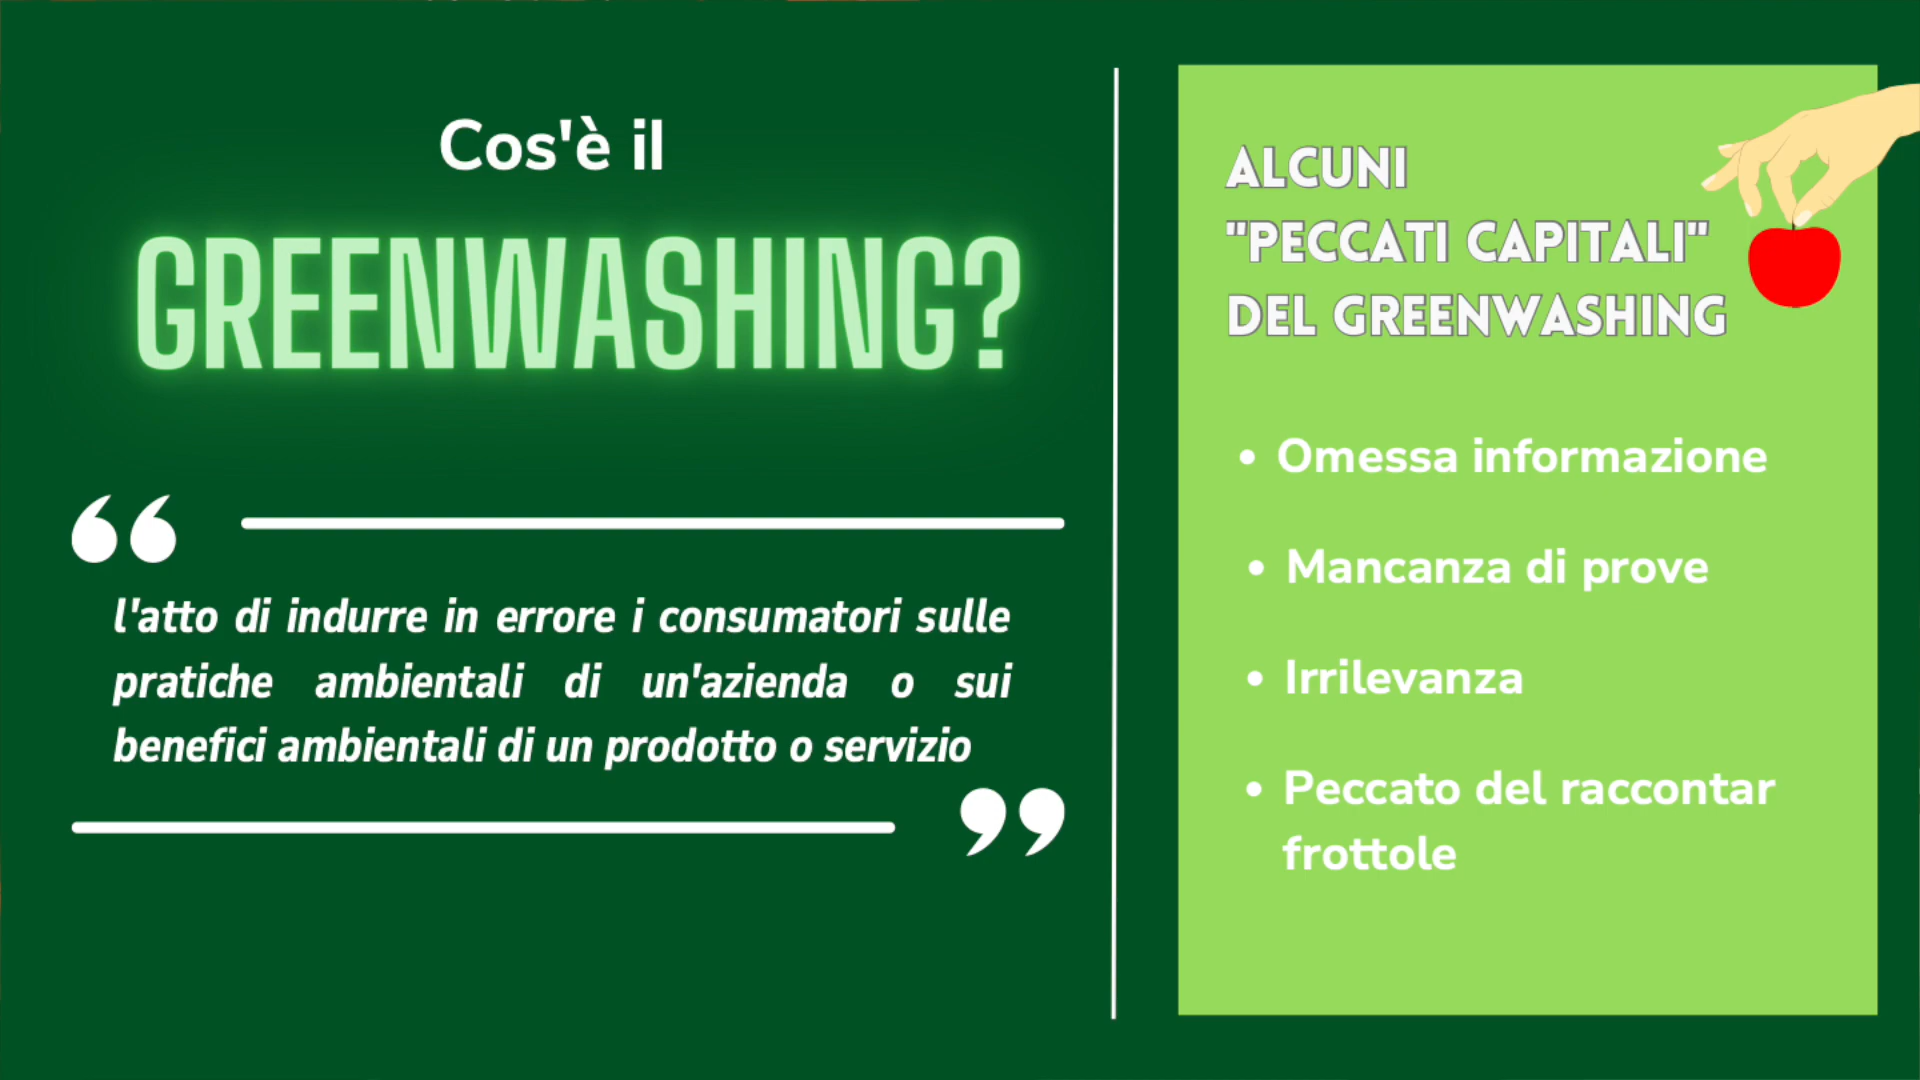 Cos'è il
GREENWASHING?
l'atto di indurre in errore i consumatori sulle
pratiche ambientali di un'azienda o sui
benefici ambientali di un prodotto o servizio
ALCUNI
"PECCATI CAPITALI"
DEL GREENWASHING
• Omessa informazione
• Mancanza di prove
• Irrilevanza
• Peccato del raccontar
frottole